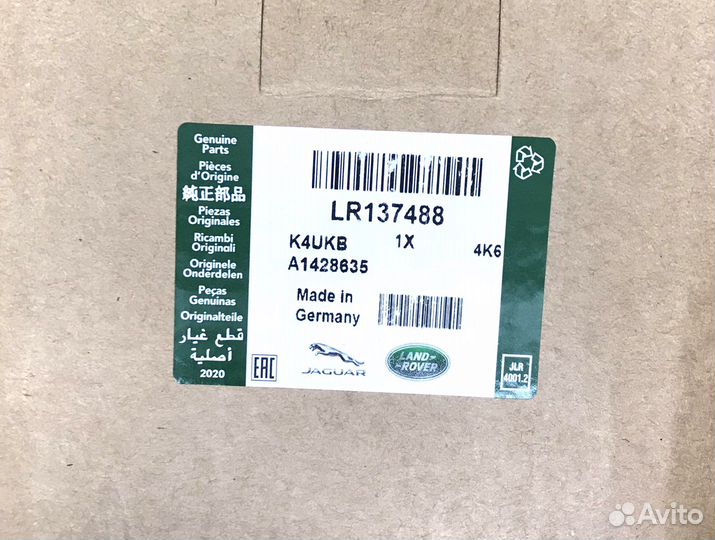 Genuine
Parts
Pièces
d'Origine
純正部品
Piezas
Originales
Ricambi
Originali
Originele
Onderdelen
Peças
Genuinas
Originalteile
قطع غيار
أصلية
2020
LR137488
K4UKB 1X 4K6
A1428635
Made in
Germany
EAC
JAGUAR
LAND-
-ROVER
JLR
4001.2
Avito